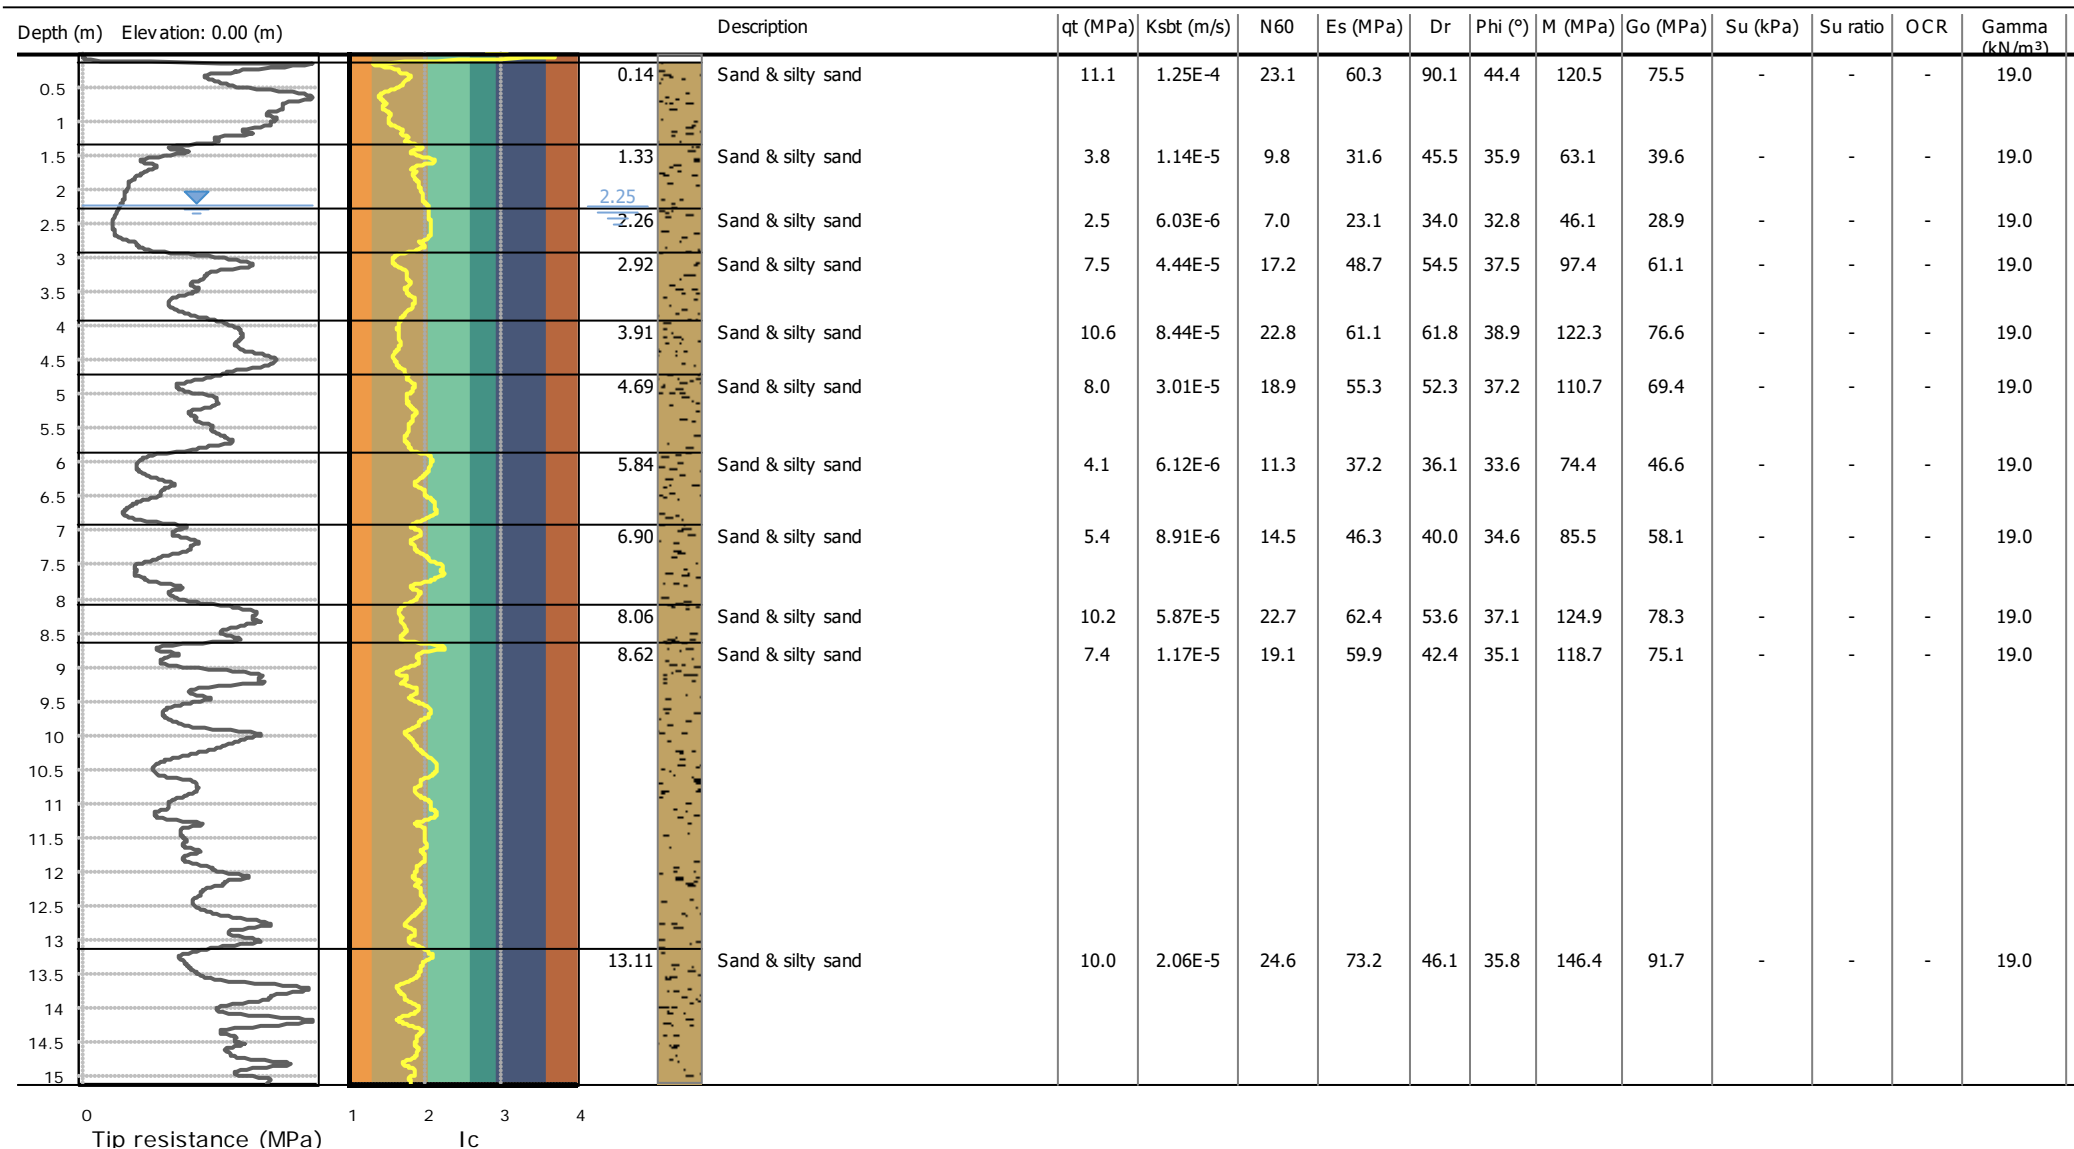 Depth (m) Elevation: 0.00 (m) Description qt (MPa) Ksbt (m/s) N60 Es (MPa) Dr Phi (º) M (MPa) Go (MPa) Su (kPa) Su ratio OCR Gamma (kN/m³)
0.14 Sand & silty sand 11.1 1.25E-4 23.1 60.3 90.1 44.4 120.5 75.5 - - - 19.0
0.5
1
1.5 1.33 Sand & silty sand 3.8 1.14E-5 9.8 31.6 45.5 35.9 63.1 39.6 - - - 19.0
2 2.25
2.5 2.26 Sand & silty sand 2.5 6.03E-6 7.0 23.1 34.0 32.8 46.1 28.9 - - - 19.0
3 2.92 Sand & silty sand 7.5 4.44E-5 17.2 48.7 54.5 37.5 97.4 61.1 - - - 19.0
3.5
4 3.91 Sand & silty sand 10.6 8.44E-5 22.8 61.1 61.8 38.9 122.3 76.6 - - - 19.0
4.5
5 4.69 Sand & silty sand 8.0 3.01E-5 18.9 55.3 52.3 37.2 110.7 69.4 - - - 19.0
5.5
6 5.84 Sand & silty sand 4.1 6.12E-6 11.3 37.2 36.1 33.6 74.4 46.6 - - - 19.0
6.5
7 6.90 Sand & silty sand 5.4 8.91E-6 14.5 46.3 40.0 34.6 85.5 58.1 - - - 19.0
7.5
8
8.06 Sand & silty sand 10.2 5.87E-5 22.7 62.4 53.6 37.1 124.9 78.3 - - - 19.0
8.5
8.62 Sand & silty sand 7.4 1.17E-5 19.1 59.9 42.4 35.1 118.7 75.1 - - - 19.0
9
9.5
10
10.5
11
11.5
12
12.5
13
13.11 Sand & silty sand 10.0 2.06E-5 24.6 73.2 46.1 35.8 146.4 91.7 - - - 19.0
13.5
14
14.5
15
0 1 2 3 4
Tip resistance (MPa) Ic